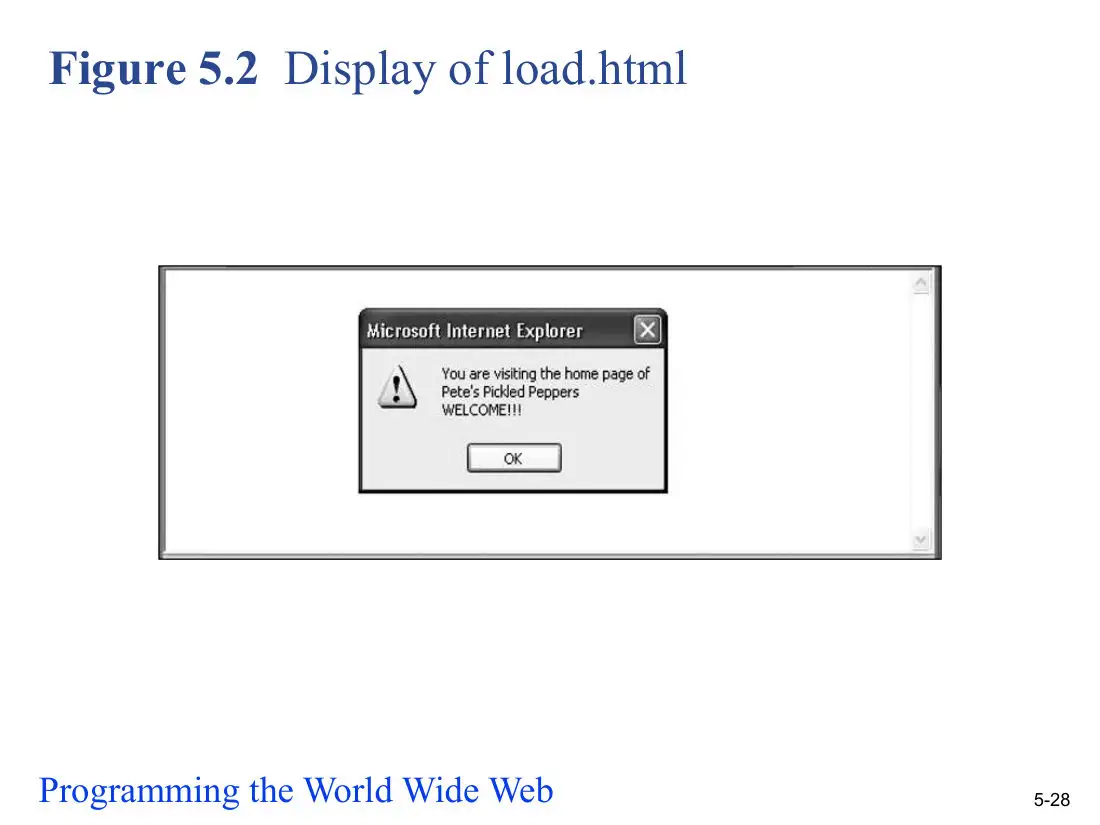 Figure 5.2 Display of load.html
Microsoft Internet Explorer
You are visiting the home page of
Pete's Pickled Peppers
WELCOME!!!
OK
Programming the World Wide Web
5-28